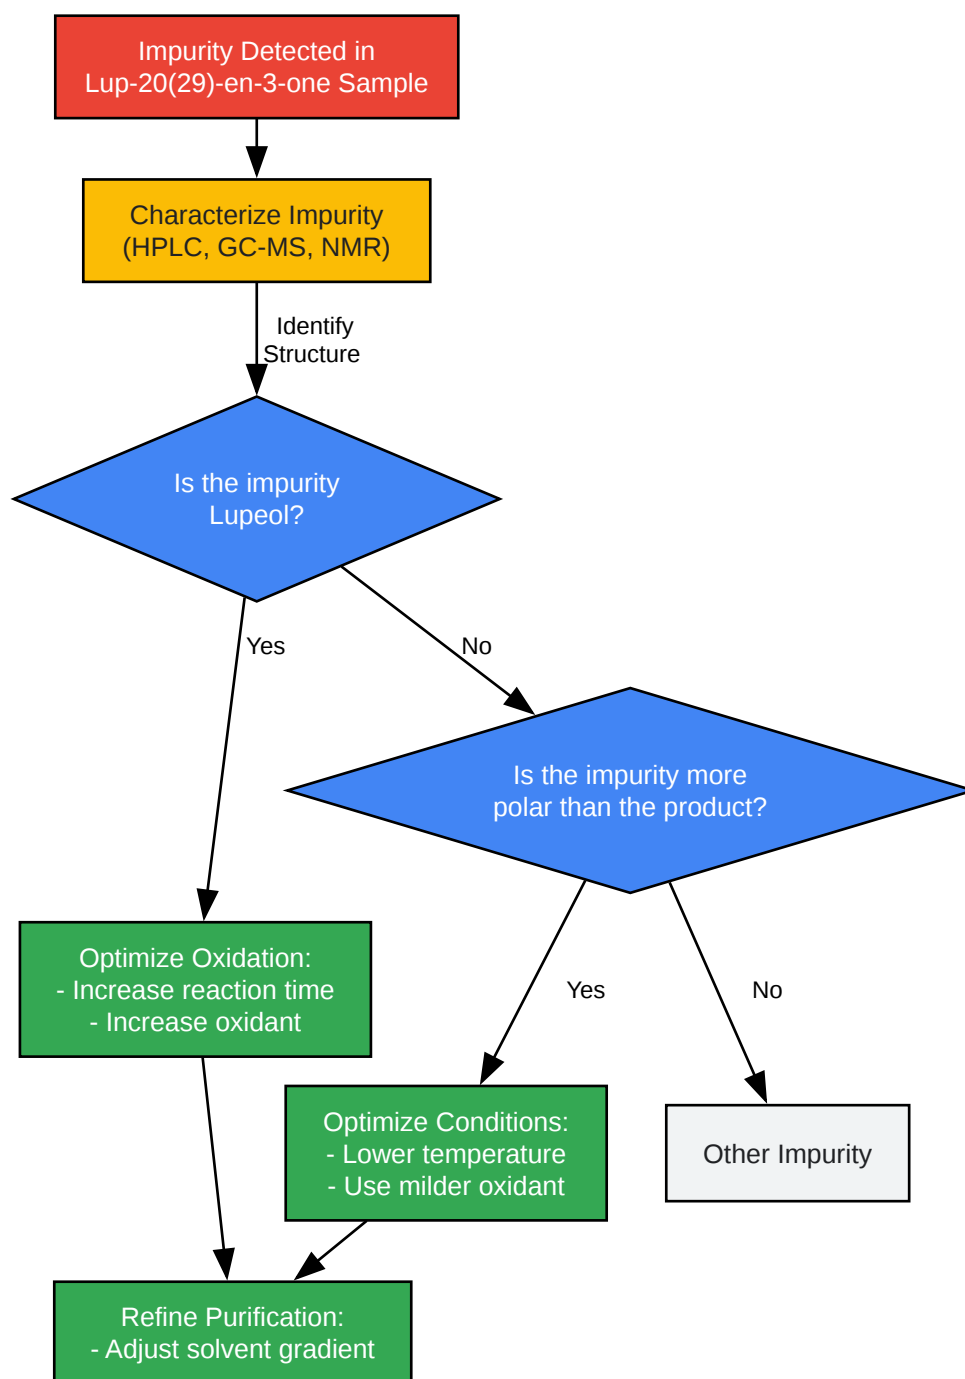 Impurity Detected in
Lup-20(29)-en-3-one Sample
Characterize Impurity
(HPLC, GC-MS, NMR)
Identify
Structure
Is the impurity
Lupeol?
Yes
No
Is the impurity more
polar than the product?
Optimize Oxidation:
- Increase reaction time
- Increase oxidant
Yes
No
Optimize Conditions:
- Lower temperature
- Use milder oxidant
Other Impurity
Refine Purification:
- Adjust solvent gradient